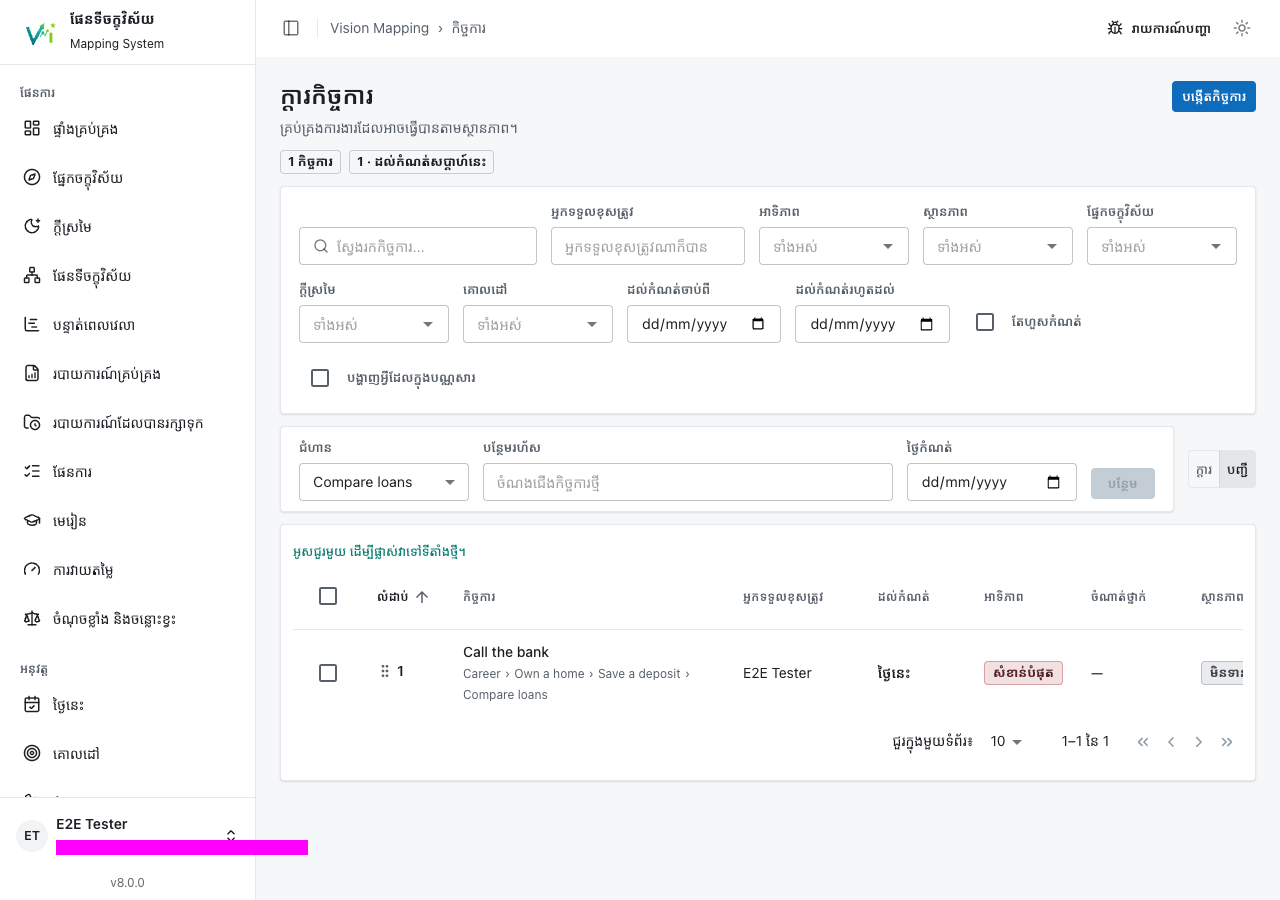 ផែនទីចក្ខុវិស័យ
Mapping System
ផែនការ
ផ្ទាំងគ្រប់គ្រង
ផ្នែកចក្ខុវិស័យ
ក្តីស្រមៃ
ផែនទីចក្ខុវិស័យ
បន្ទាត់ពេលវេលា
របាយការណ៍គ្រប់គ្រង
របាយការណ៍ដែលបានរក្សាទុក
ផែនការ
មេរៀន
ការវាយតម្លៃ
ចំណុចខ្លាំង និងចន្លោះខ្វះ
អនុវត្ត
ថ្ងៃនេះ
គោលដៅ
ET
E2E Tester
v8.0.0
Vision Mapping › កិច្ចការ
រាយការណ៍បញ្ហា
ក្តារកិច្ចការ
បង្កើតកិច្ចការ
គ្រប់គ្រងការងារដែលអាចធ្វើបានតាមស្ថានភាព។
1 កិច្ចការ
1 · ដល់កំណត់សប្តាហ៍នេះ
អ្នកទទួលខុសត្រូវ
អាទិភាព
ស្ថានភាព
ផ្នែកចក្ខុវិស័យ
ស្វែងរកកិច្ចការ...
អ្នកទទួលខុសត្រូវណាក៏បាន
ទាំងអស់
ទាំងអស់
ទាំងអស់
ក្តីស្រមៃ
គោលដៅ
ដល់កំណត់ចាប់ពី
ដល់កំណត់រហូតដល់
ទាំងអស់
ទាំងអស់
dd/mm/yyyy
dd/mm/yyyy
តែហួសកំណត់
បង្ហាញអ្វីដែលក្នុងបណ្ណសារ
ជំហាន
បន្ថែមរហ័ស
ថ្ងៃកំណត់
Compare loans
ចំណងជើងកិច្ចការថ្មី
dd/mm/yyyy
បន្ថែម
ក្តារ
បញ្ជី
អូសជួរមួយ ដើម្បីផ្លាស់វាទៅទីតាំងថ្មី។
លំដាប់
កិច្ចការ
អ្នកទទួលខុសត្រូវ
ដល់កំណត់
អាទិភាព
ចំណាត់ថ្នាក់
ស្ថានភាព
1
Call the bank
Career › Own a home › Save a deposit ›
Compare loans
E2E Tester
ថ្ងៃនេះ
សំខាន់បំផុត
—
ជួរក្នុងមួយទំព័រ៖
10
1–1 នៃ 1